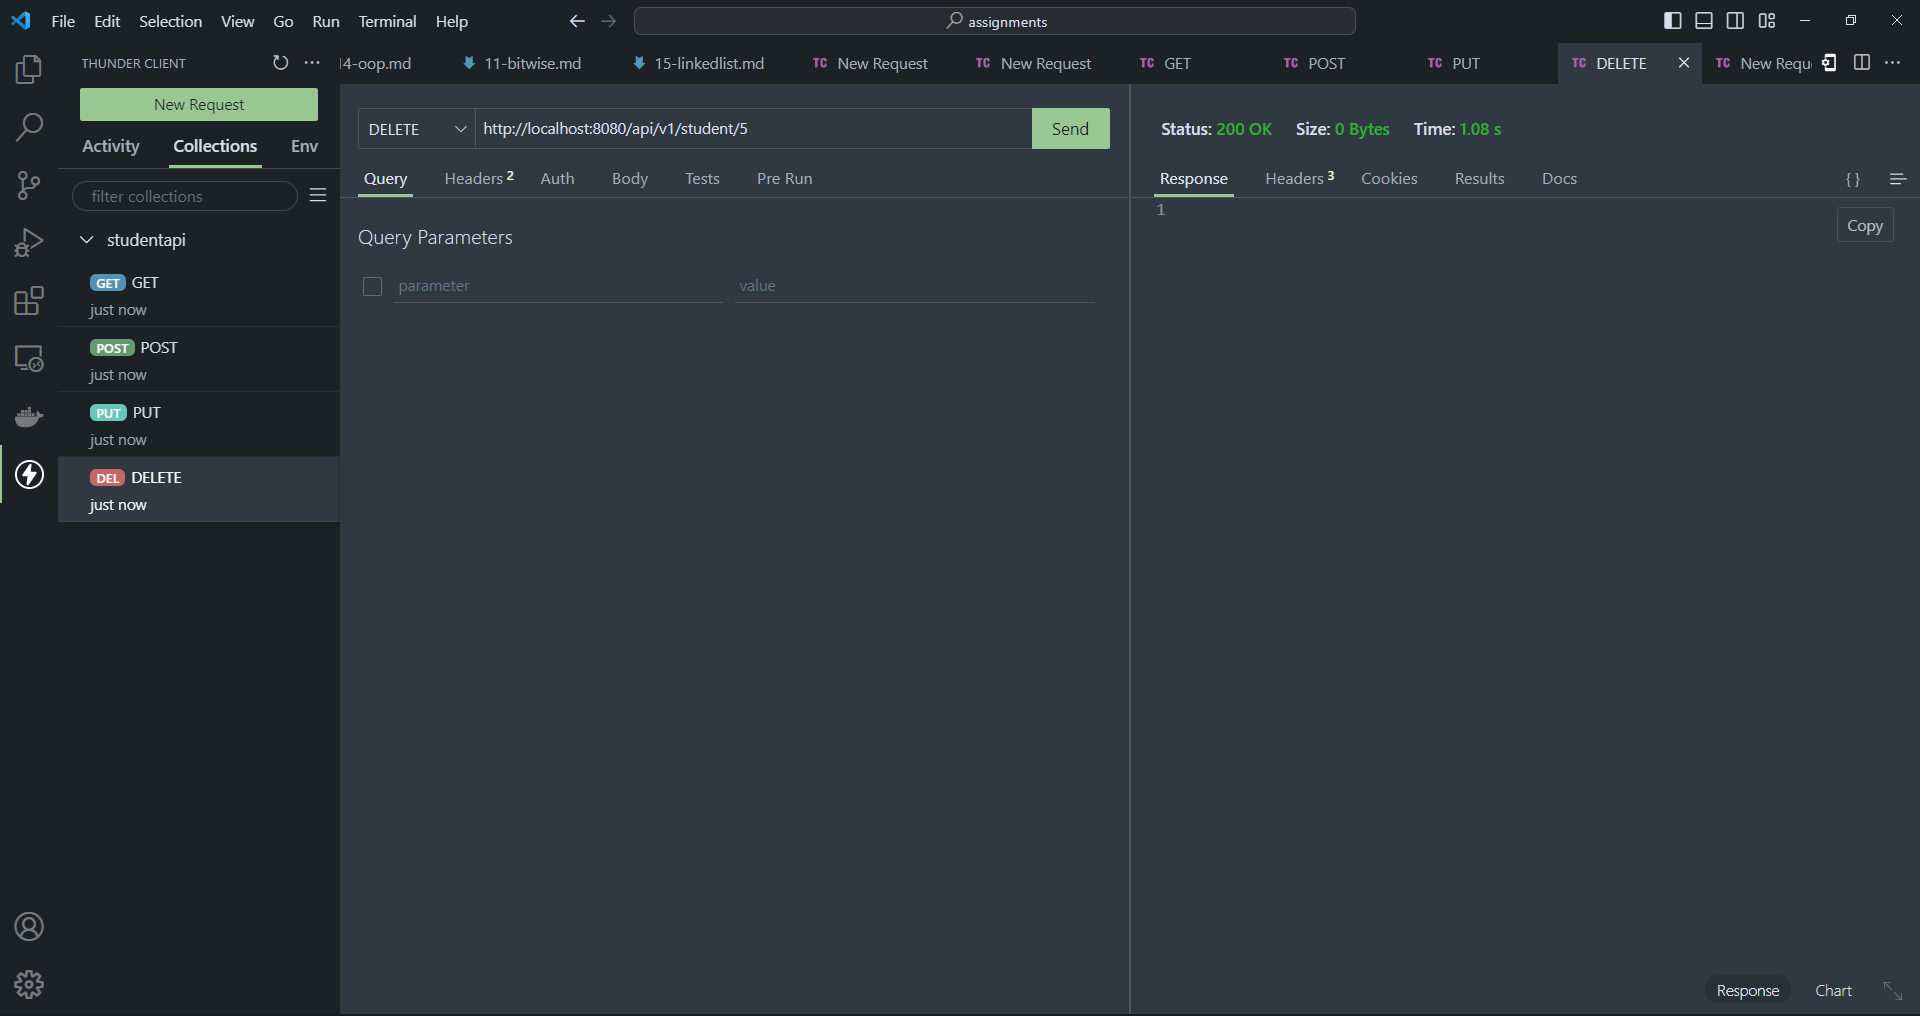 File Edit Selection View Go Run Terminal Help
assignments
THUNDER CLIENT
4-oop.md 11-bitwise.md 15-linkedlist.md TC New Request TC New Request TC GET TC POST TC PUT TC DELETE TC New Requ
New Request
Activity Collections Env
filter collections
studentapi
GET GET
just now
POST POST
just now
PUT PUT
just now
DEL DELETE
just now
DELETE http://localhost:8080/api/v1/student/5 Send
Query Headers 2 Auth Body Tests Pre Run
Query Parameters
parameter value
Status: 200 OK Size: 0 Bytes Time: 1.08 s
Response Headers 3 Cookies Results Docs { }
1
Copy
Response Chart